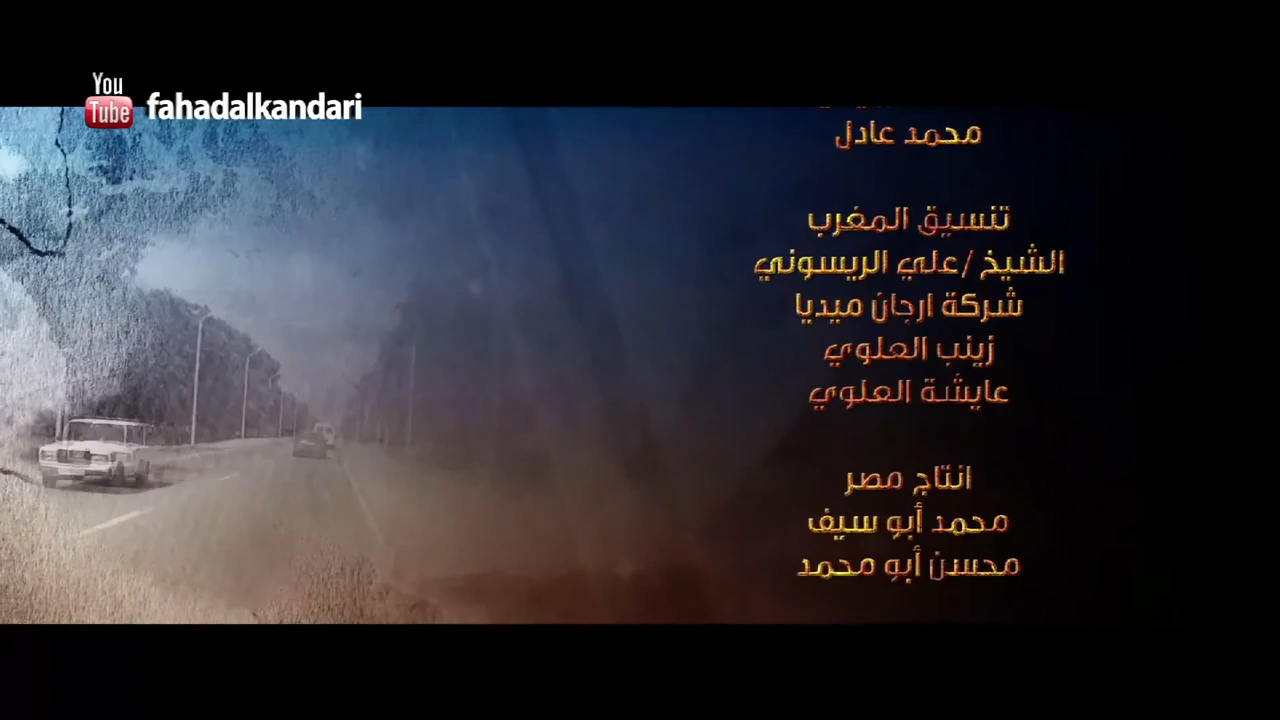 You
Tube fahadalkandari
محمد عادل
تنسيق المغرب
الشيخ / علي الريسوني
شركة ارجان ميديا
زينب العلوي
عايشة العلوي
انتاج مصر
محمد أبو سيف
محسن أبو محمد